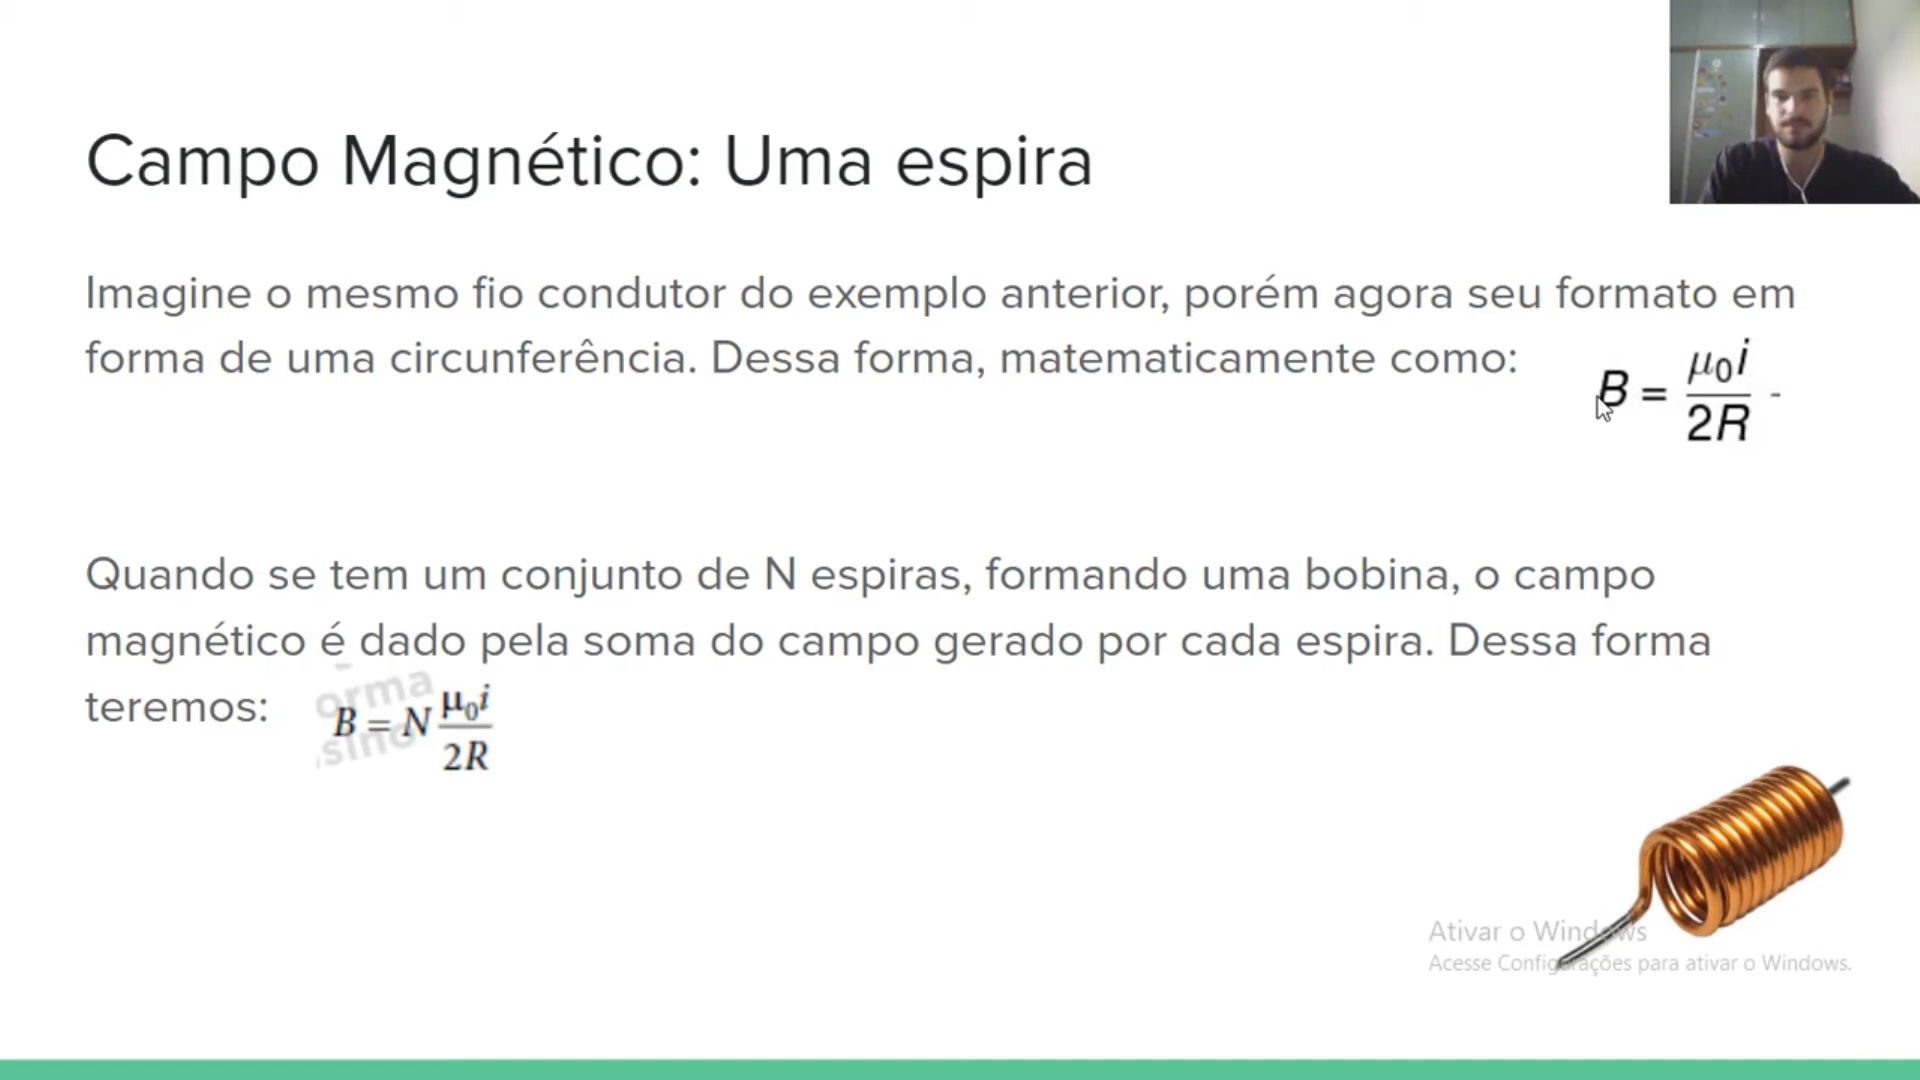 Campo Magnético: Uma espira
Imagine o mesmo fio condutor do exemplo anterior, porém agora seu formato em
forma de uma circunferência. Dessa forma, matematicamente como:
B = μ₀i / 2R -
Quando se tem um conjunto de N espiras, formando uma bobina, o campo
magnético é dado pela soma do campo gerado por cada espira. Dessa forma
teremos:
orma
sino
B = N μ₀i / 2R
Ativar o Windows
Acesse Configurações para ativar o Windows.